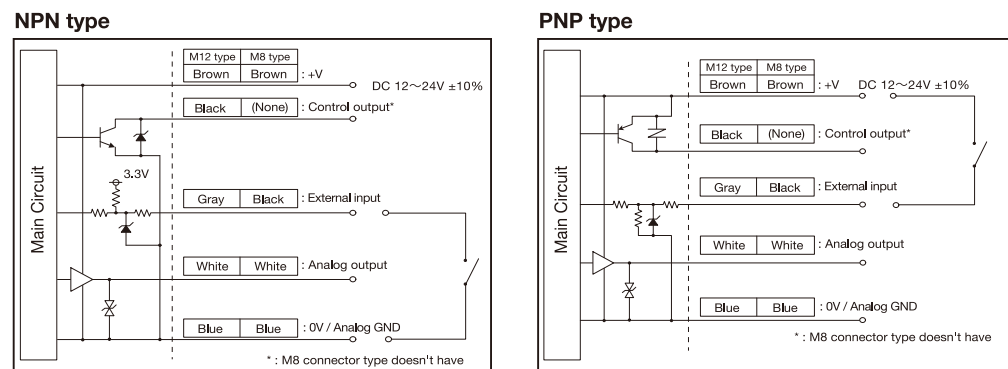 NPN type
Main Circuit
M12 type M8 type
Brown Brown : +V DC 12～24V ±10%
Black (None) : Control output*
3.3V
Gray Black : External input
White White : Analog output
Blue Blue : 0V / Analog GND
* : M8 connector type doesn't have
PNP type
Main Circuit
M12 type M8 type
Brown Brown : +V DC 12～24V ±10%
Black (None) : Control output*
Gray Black : External input
White White : Analog output
Blue Blue : 0V / Analog GND
* : M8 connector type doesn't have